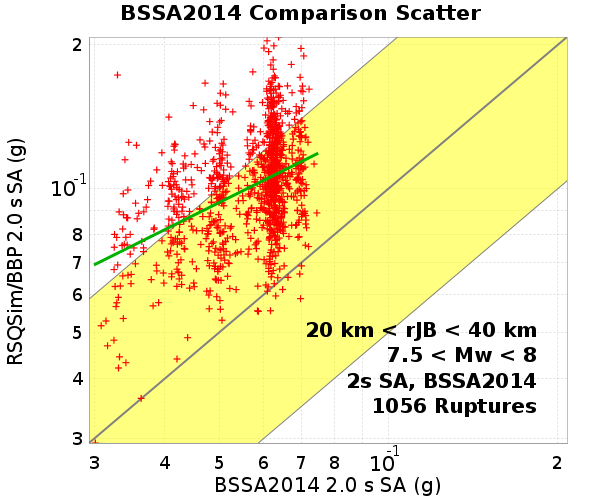 BSSA2014 Comparison Scatter
RSQSim/BBP 2.0 s SA (g)
2
10-1
8
7
6
5
4
3
20 km < rJB < 40 km
7.5 < Mw < 8
2s SA, BSSA2014
1056 Ruptures
3 4 5 6 7 8 10-1 2
BSSA2014 2.0 s SA (g)